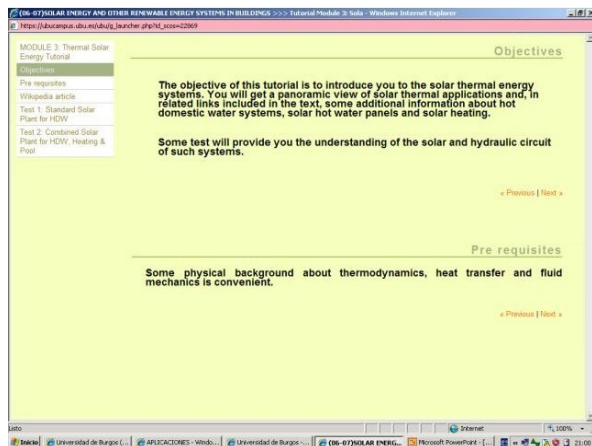 (06-07)SOLAR ENERGY AND OTHER RENEWABLE ENERGY SYSTEMS IN BUILDINGS >>> Tutorial Module 3: Sola - Windows Internet Explorer
https://ubucampus.ubu.es/ubu/g_launcher.php?id_scos=22869
MODULE 3: Thermal Solar
Energy Tutorial
Objectives
Pre requisites
Wikipedia article
Test 1: Standard Solar
Plant for HDW
Test 2: Combined Solar
Plant for HDW, Heating &
Pool
Objectives
The objective of this tutorial is to introduce you to the solar thermal energy
systems. You will get a panoramic view of solar thermal applications and, in
related links included in the text, some additional information about hot
domestic water systems, solar hot water panels and solar heating.
Some test will provide you the understanding of the solar and hydraulic circuit
of such systems.
« Previous | Next »
Pre requisites
Some physical background about thermodynamics, heat transfer and fluid
mechanics is convenient.
« Previous | Next »
Listo
Internet
100%
Inicio
Universidad de Burgos (...
APLICACIONES - Windo...
Universidad de Burgos -...
(06-07)SOLAR ENERG...
Microsoft PowerPoint - [...
21:00